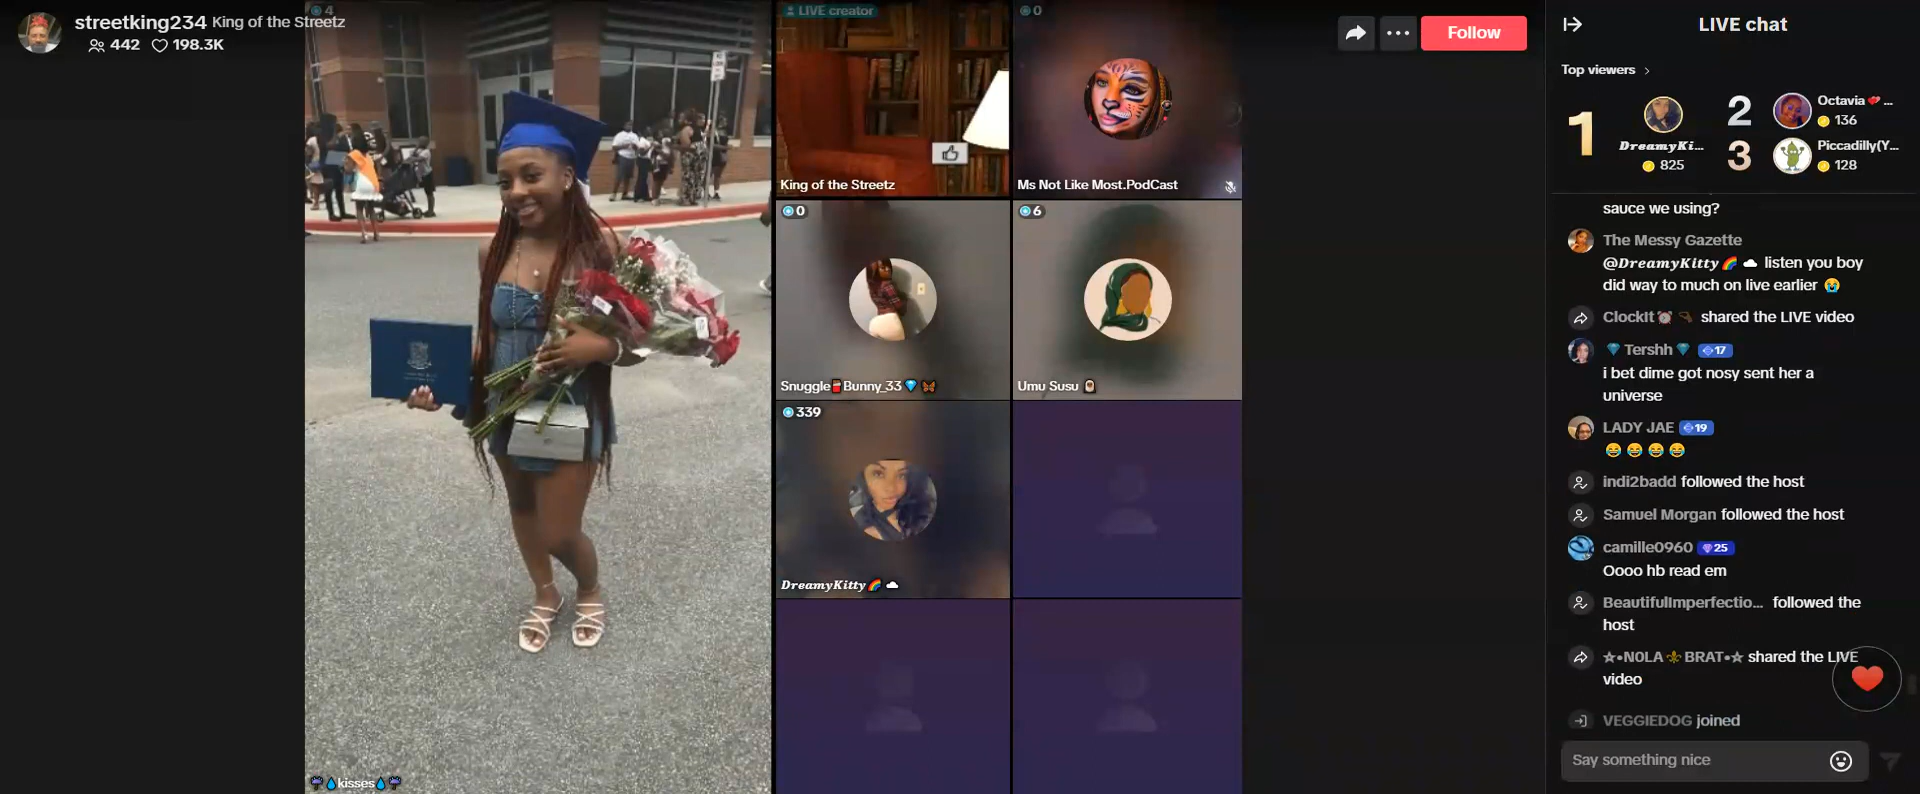 streetking234 King of the Streetz
442 198.3K
4
LIVE creator
King of the Streetz
0
Ms Not Like Most.PodCast
0
Snuggle🥤Bunny_33💎🦋
6
Umu Susu
339
DreamyKitty🌈☁️
💧kisses💧
Follow
LIVE chat
Top viewers >
1
DreamyKi...
825
2
Octavia ...
136
3
Piccadilly(Y...
128
sauce we using?
The Messy Gazette
@DreamyKitty🌈☁️ listen you boy
did way to much on live earlier 😭
ClockIt shared the LIVE video
💎Tershh💎 17
i bet dime got nosy sent her a
universe
LADY JAE 19
😂😂😂😂
indi2badd followed the host
Samuel Morgan followed the host
camille0960 25
Oooo hb read em
BeautifulImperfectio... followed the
host
☆•NOLA⚜️BRAT•☆ shared the LIVE
video
VEGGIEDOG joined
Say something nice